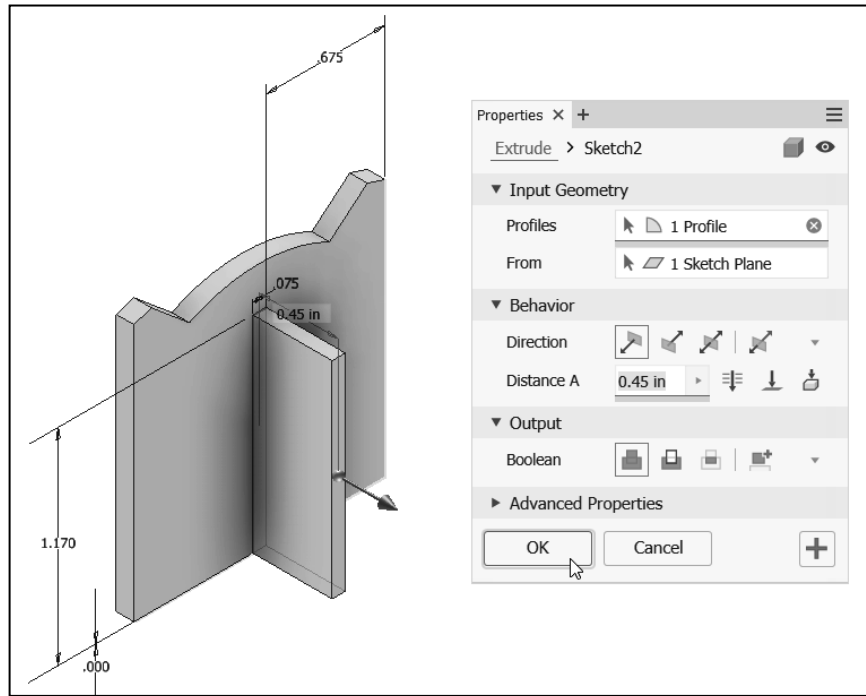 .675
.075
0.45 in
1.170
.000
Properties
Extrude > Sketch2
Input Geometry
Profiles 1 Profile
From 1 Sketch Plane
Behavior
Direction
Distance A 0.45 in
Output
Boolean
Advanced Properties
OK Cancel